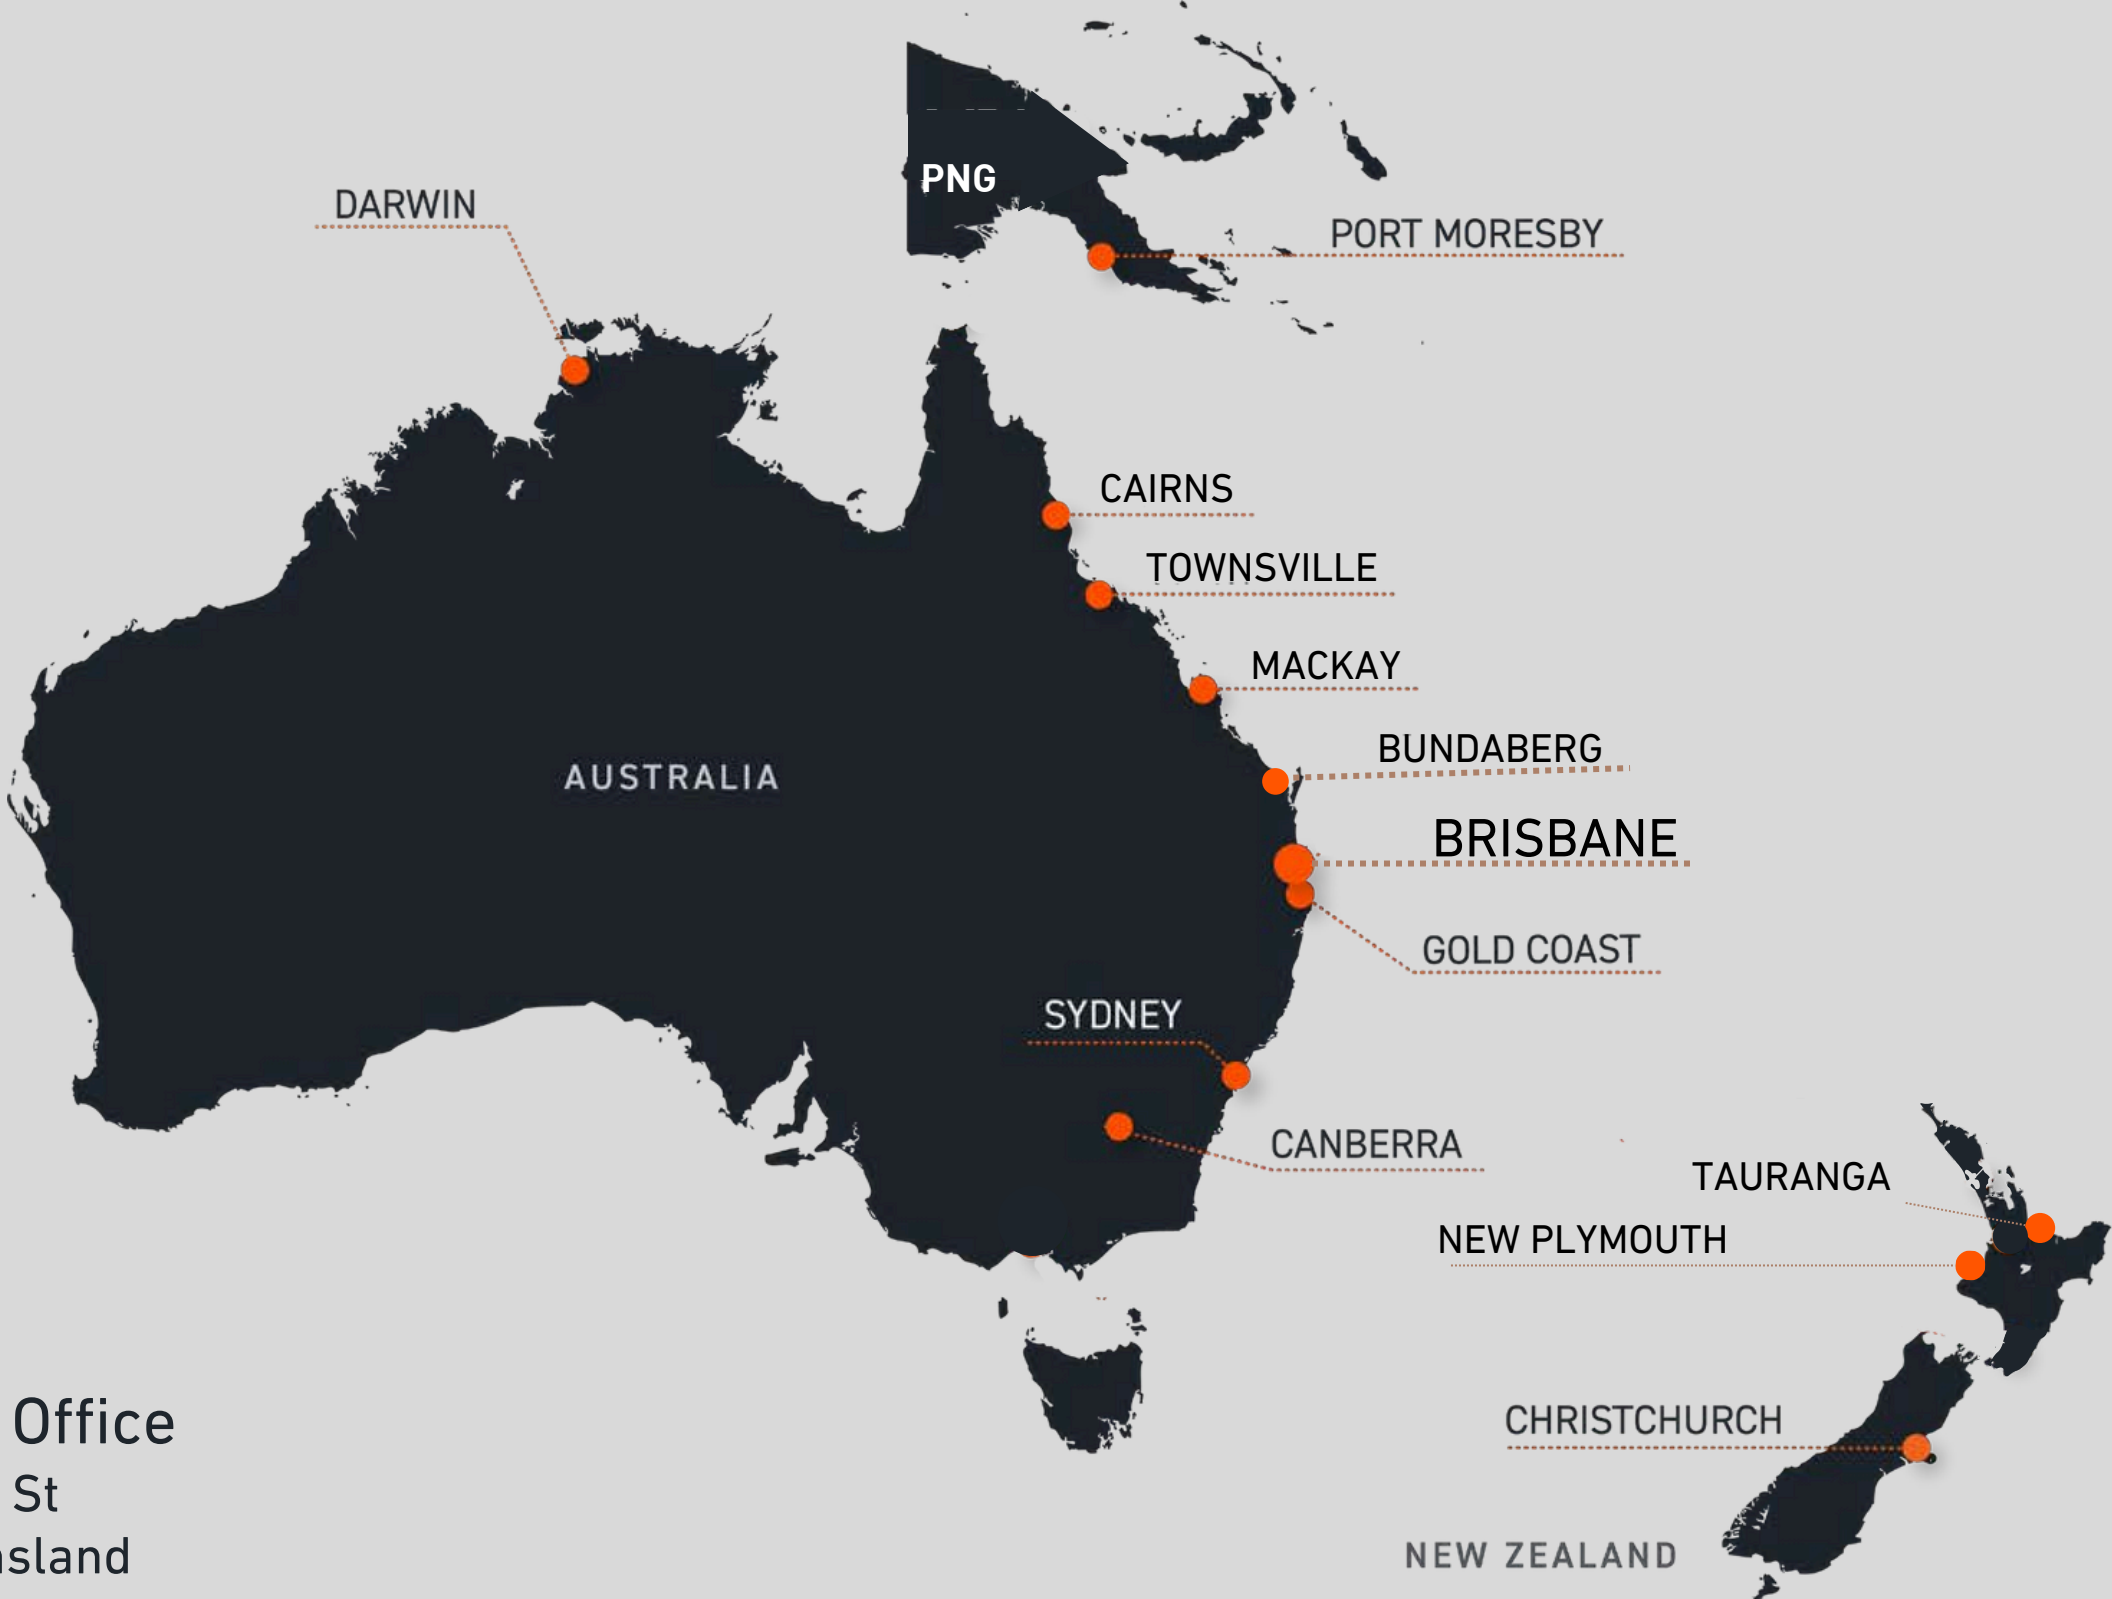 PNG
DARWIN
PORT MORESBY
CAIRNS
TOWNSVILLE
MACKAY
BUNDABERG
AUSTRALIA
BRISBANE
GOLD COAST
SYDNEY
CANBERRA
TAURANGA
NEW PLYMOUTH
Office
CHRISTCHURCH
St
NEW ZEALAND